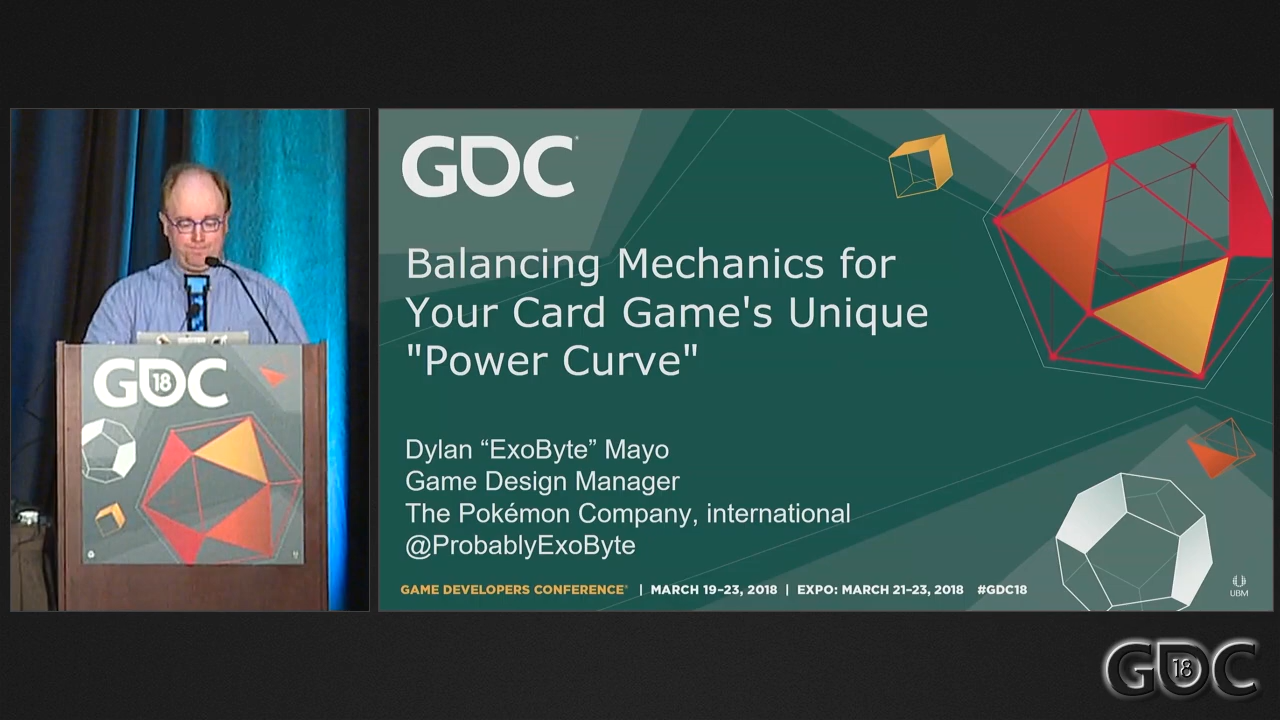 GDC
18
GDC
Balancing Mechanics for
Your Card Game's Unique
"Power Curve"
Dylan “ExoByte” Mayo
Game Design Manager
The Pokémon Company, international
@ProbablyExoByte
GAME DEVELOPERS CONFERENCE® | MARCH 19–23, 2018 | EXPO: MARCH 21–23, 2018 #GDC18
UBM
GDC
18